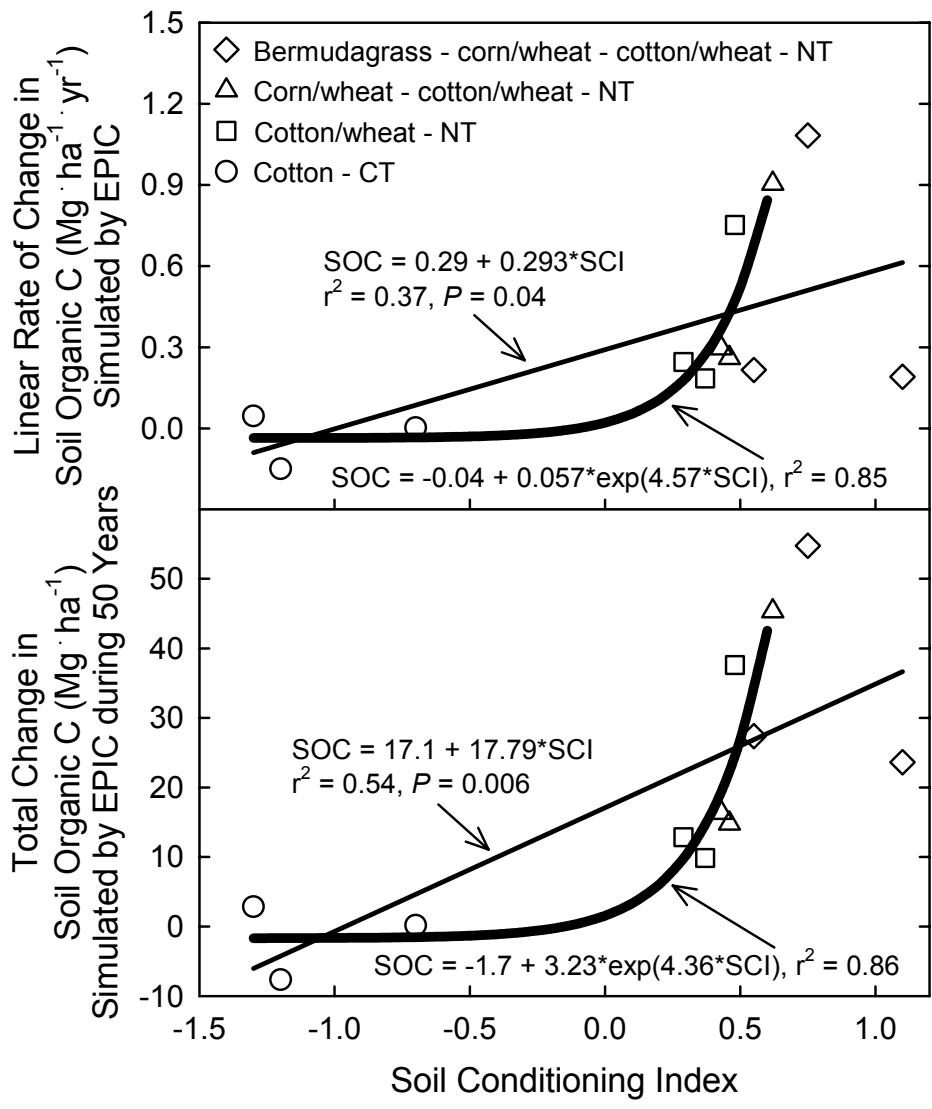 Linear Rate of Change in
Soil Organic C (Mg · ha⁻¹ · yr⁻¹)
Simulated by EPIC
1.5
1.2
0.9
0.6
0.3
0.0
Bermudagrass - corn/wheat - cotton/wheat - NT
Corn/wheat - cotton/wheat - NT
Cotton/wheat - NT
Cotton - CT
SOC = 0.29 + 0.293*SCI
r² = 0.37, P = 0.04
SOC = -0.04 + 0.057*exp(4.57*SCI), r² = 0.85
Total Change in
Soil Organic C (Mg · ha⁻¹)
Simulated by EPIC during 50 Years
50
40
30
20
10
0
-10
SOC = 17.1 + 17.79*SCI
r² = 0.54, P = 0.006
SOC = -1.7 + 3.23*exp(4.36*SCI), r² = 0.86
-1.5 -1.0 -0.5 0.0 0.5 1.0
Soil Conditioning Index